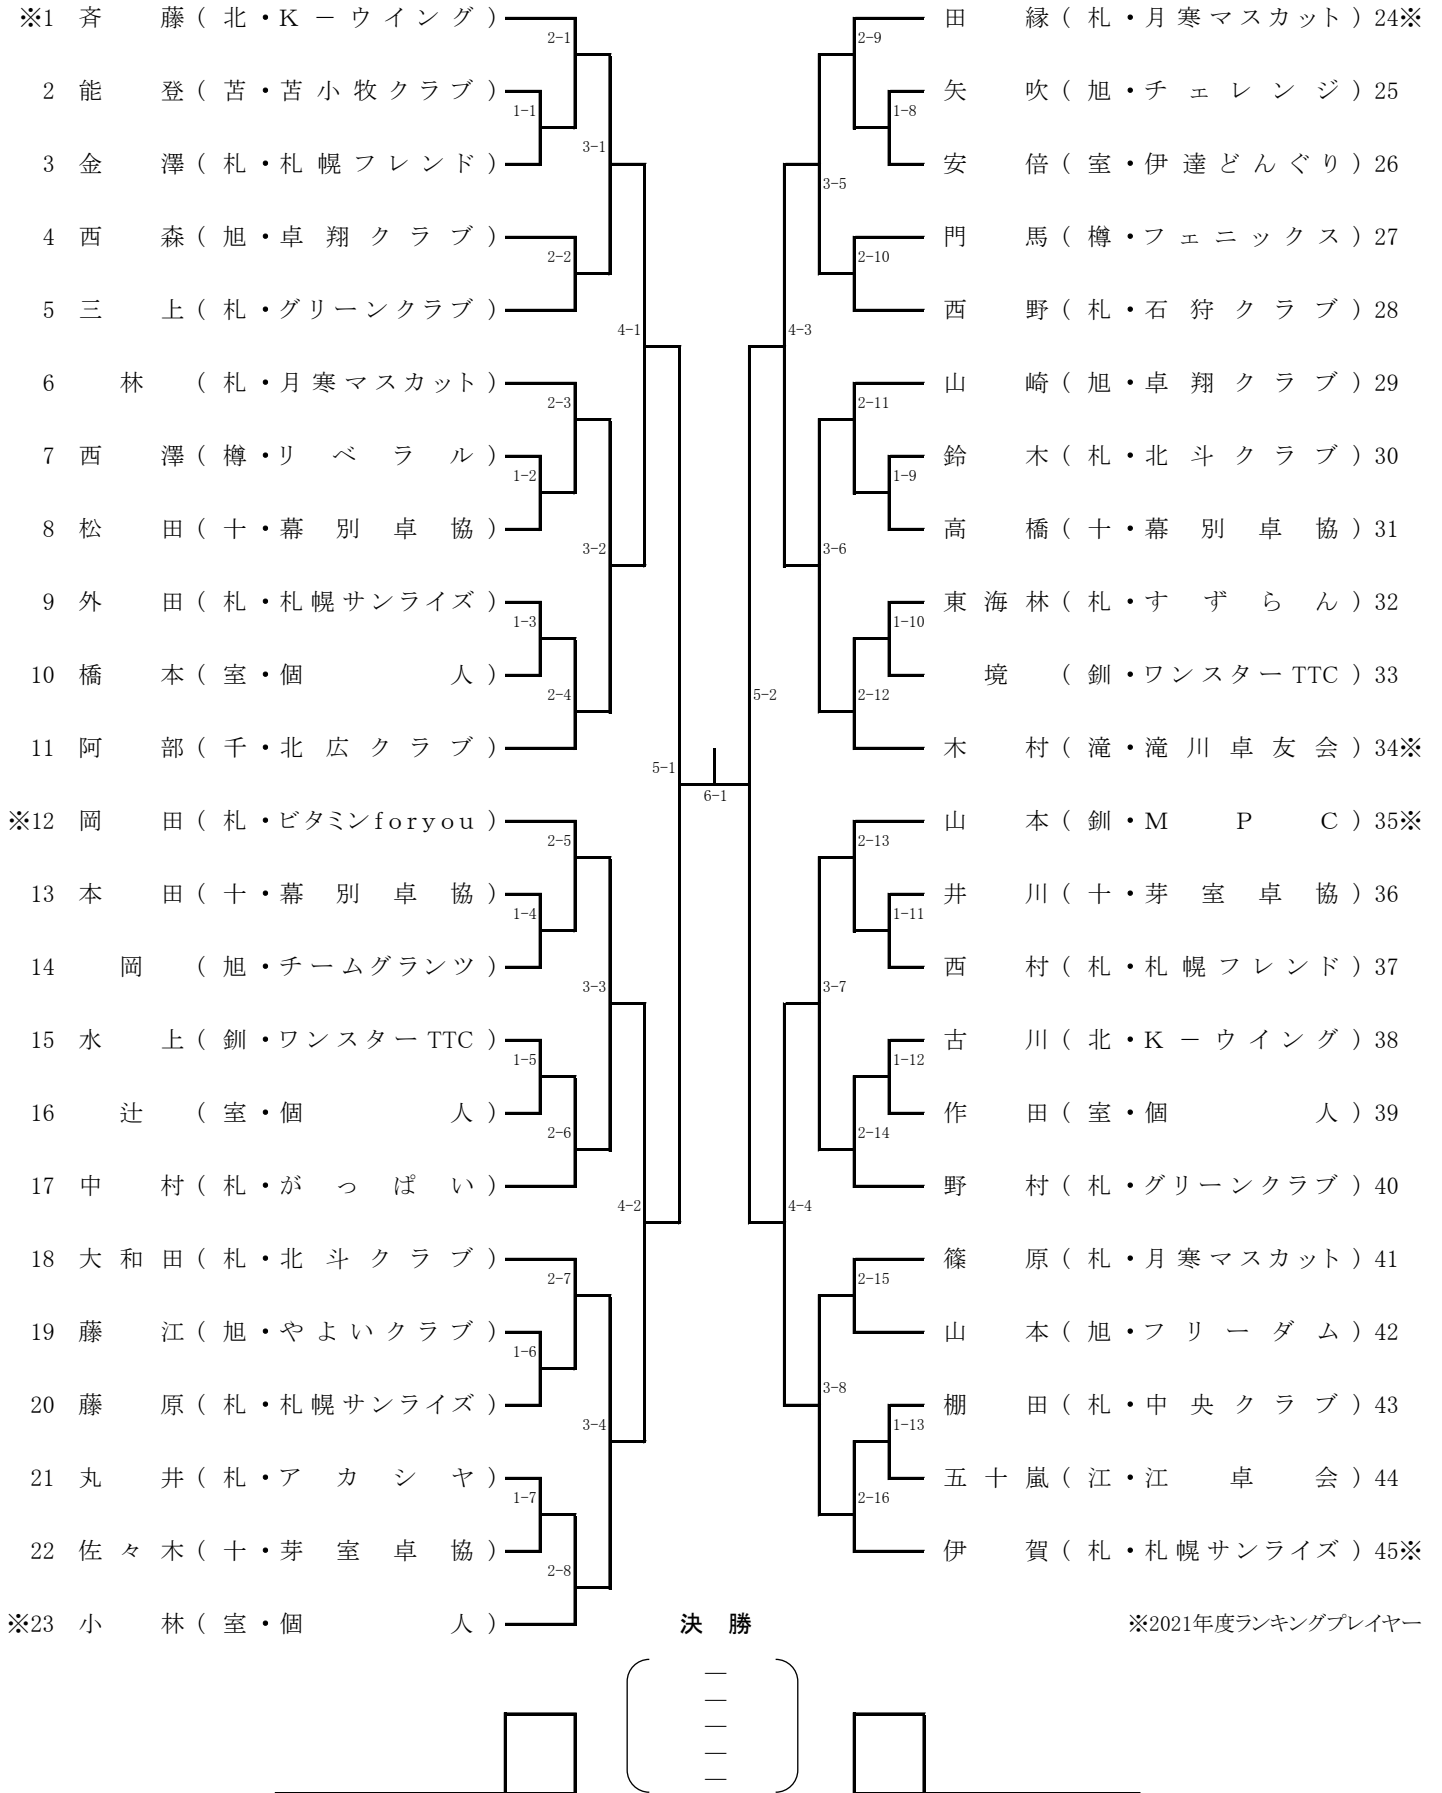 ※1 斉藤(北・K－ウイング)
2-1
2 能登(苫・苫小牧クラブ)
1-1
3 金澤(札・札幌フレンド)
3-1
4 西森(旭・卓翔クラブ)
2-2
5 三上(札・グリーンクラブ)
4-1
6 林(札・月寒マスカット)
2-3
7 西澤(樽・リベラル)
1-2
8 松田(十・幕別卓協)
3-2
9 外田(札・札幌サンライズ)
1-3
10 橋本(室・個人)
2-4
11 阿部(千・北広クラブ)
5-1
※12 岡田(札・ビタミンforyou)
2-5
13 本田(十・幕別卓協)
1-4
14 岡(旭・チームグランツ)
3-3
15 水上(釧・ワンスターTTC)
1-5
16 辻(室・個人)
2-6
17 中村(札・がっぱい)
4-2
18 大和田(札・北斗クラブ)
2-7
19 藤江(旭・やよいクラブ)
1-6
20 藤原(札・札幌サンライズ)
3-4
21 丸井(札・アカシヤ)
1-7
22 佐々木(十・芽室卓協)
2-8
※23 小林(室・個人)
6-1
田縁(札・月寒マスカット)24※
2-9
矢吹(旭・チェレンジ)25
1-8
安倍(室・伊達どんぐり)26
3-5
門馬(樽・フェニックス)27
2-10
西野(札・石狩クラブ)28
4-3
山崎(旭・卓翔クラブ)29
2-11
鈴木(札・北斗クラブ)30
1-9
高橋(十・幕別卓協)31
3-6
東海林(札・すずらん)32
1-10
境(釧・ワンスターTTC)33
5-2
2-12
木村(滝・滝川卓友会)34※
山本(釧・MPC)35※
2-13
井川(十・芽室卓協)36
1-11
西村(札・札幌フレンド)37
3-7
古川(北・K－ウイング)38
1-12
作田(室・個人)39
2-14
野村(札・グリーンクラブ)40
4-4
篠原(札・月寒マスカット)41
2-15
山本(旭・フリーダム)42
3-8
棚田(札・中央クラブ)43
1-13
五十嵐(江・江卓会)44
2-16
伊賀(札・札幌サンライズ)45※
決勝
※2021年度ランキングプレイヤー
―
―
―
―
―